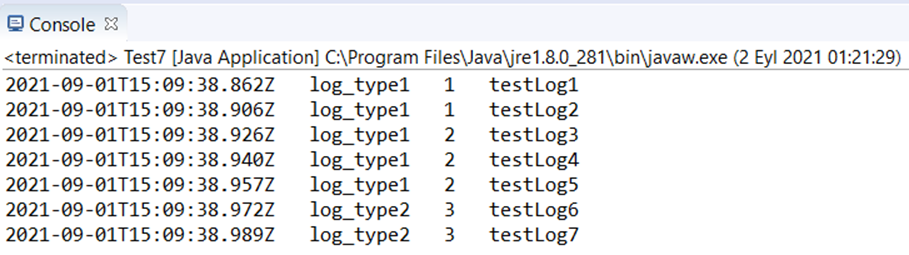 Console
<terminated> Test7 [Java Application] C:\Program Files\Java\jre1.8.0_281\bin\javaw.exe (2 Eyl 2021 01:21:29)
2021-09-01T15:09:38.862Z log_type1 1 testLog1
2021-09-01T15:09:38.906Z log_type1 1 testLog2
2021-09-01T15:09:38.926Z log_type1 2 testLog3
2021-09-01T15:09:38.940Z log_type1 2 testLog4
2021-09-01T15:09:38.957Z log_type1 2 testLog5
2021-09-01T15:09:38.972Z log_type2 3 testLog6
2021-09-01T15:09:38.989Z log_type2 3 testLog7